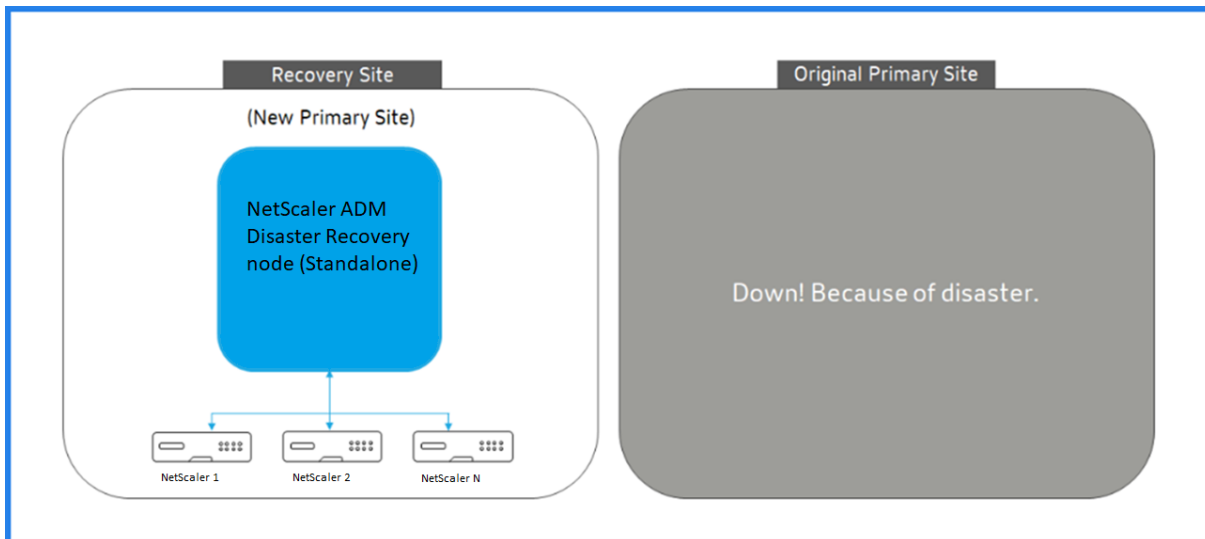 Recovery Site
(New Primary Site)
NetScaler ADM
Disaster Recovery
node (Standalone)
NetScaler 1
NetScaler 2
NetScaler N
Original Primary Site
Down! Because of disaster.